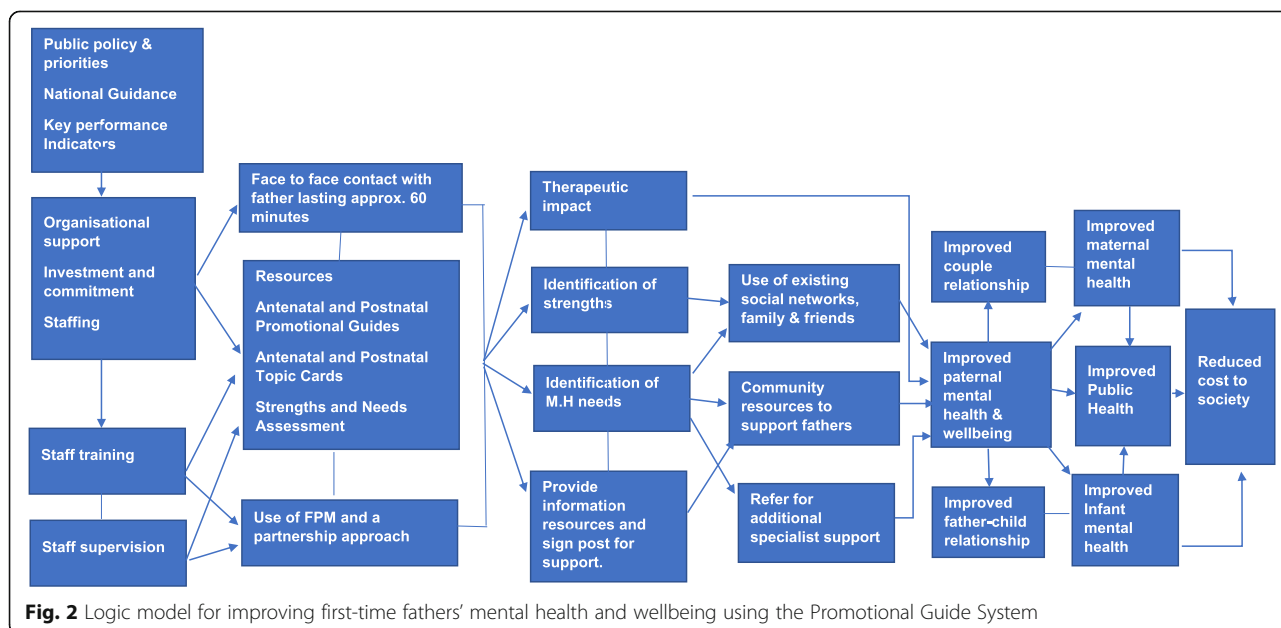 Public policy &
priorities
National Guidance
Key performance
Indicators
Organisational
support
Investment and
commitment
Staffing
Staff training
Staff supervision
Face to face contact with
father lasting approx. 60
minutes
Resources
Antenatal and Postnatal
Promotional Guides
Antenatal and Postnatal
Topic Cards
Strengths and Needs
Assessment
Use of FPM and a
partnership approach
Therapeutic
impact
Identification of
strengths
Identification of
M.H needs
Provide
information
resources and
sign post for
support.
Use of existing
social networks,
family & friends
Community
resources to
support fathers
Refer for
additional
specialist support
Improved
couple
relationship
Improved
paternal
mental
health &
wellbeing
Improved
father-child
relationship
Improved
maternal
mental
health
Improved
Public
Health
Improved
Infant
mental
health
Reduced
cost to
society
Fig. 2 Logic model for improving first-time fathers’ mental health and wellbeing using the Promotional Guide System